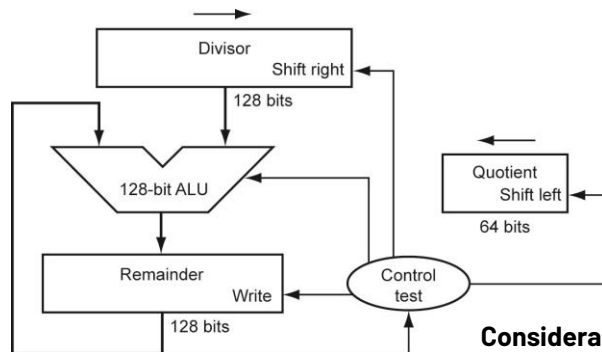 Divisor
Shift right
128 bits
128-bit ALU
Quotient
Shift left
64 bits
Remainder
Write
128 bits
Control
test
Considera